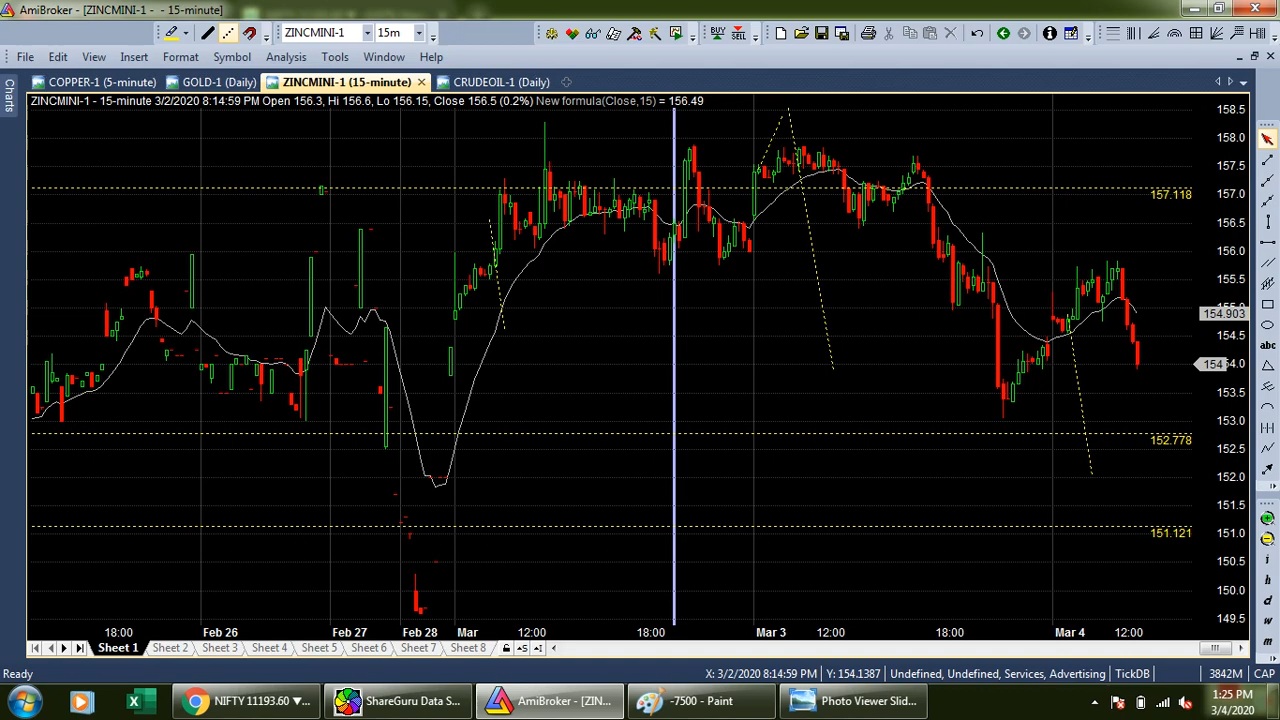 AmiBroker - [ZINCMINI-1 - - 15-minute]
ZINCMINI-1 15m BUY SELL
File Edit View Insert Format Symbol Analysis Tools Window Help
Charts
COPPER-1 (5-minute) GOLD-1 (Daily) ZINCMINI-1 (15-minute) CRUDEOIL-1 (Daily)
ZINCMINI-1 - 15-minute 3/2/2020 8:14:59 PM Open 156.3, Hi 156.6, Lo 156.15, Close 156.5 (0.2%) New formula(Close,15) = 156.49
158.5
158.0
157.5
157.118
157.0
156.5
156.0
155.5
155.0
154.903
154.5
154
54.0
153.5
153.0
152.778
152.5
152.0
151.5
151.121
151.0
150.5
150.0
149.5
abc
i
h
d
w
m
18:00 Feb 26 Feb 27 Feb 28 Mar 12:00 18:00 Mar 3 12:00 18:00 Mar 4 12:00
Sheet 1 Sheet 2 Sheet 3 Sheet 4 Sheet 5 Sheet 6 Sheet 7 Sheet 8
Ready X: 3/2/2020 8:14:59 PM Y: 154.1387 Undefined, Undefined, Services, Advertising TickDB 3842M CAP
NIFTY 11193.60 ▼... ShareGuru Data S... AmiBroker - [ZINC... -7500 - Paint Photo Viewer Slid...
1:25 PM
3/4/2020